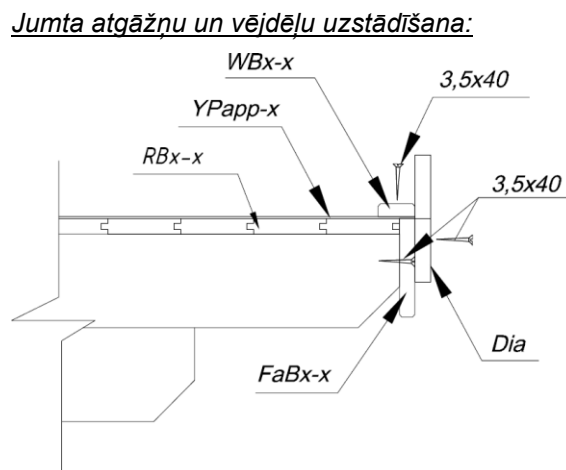 Jumta atgāžņu un vējdēļu uzstādīšana:
WBx-x
3,5x40
YPapp-x
RBx-x
3,5x40
Dia
FaBx-x